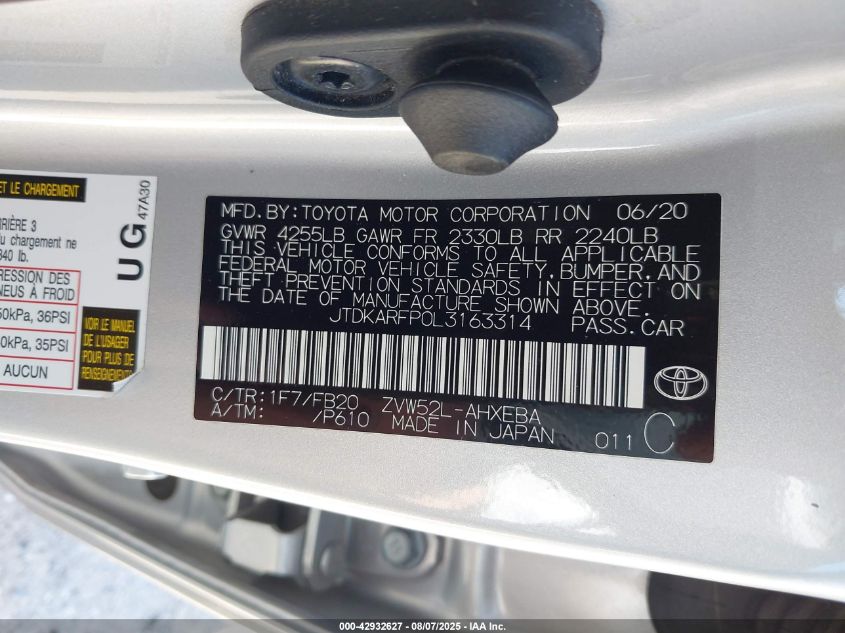 ET LE CHARGEMENT
RIÈRE 3
du chargement ne
340 lb.
RESSION DES
NEUS À FROID
0kPa, 36PSI
0kPa, 35PSI
AUCUN
UG
47A30
VOIR LE MANUEL
DE L'USAGER
POUR PLUS DE
RENSEIGNEMENTS
MFD.BY:TOYOTA MOTOR CORPORATION 06/20
GVWR 4255LB GAWR FR 2330LB RR 2240LB
THIS VEHICLE CONFORMS TO ALL APPLICABLE
FEDERAL MOTOR VEHICLE SAFETY,BUMPER,AND
THEFT PREVENTION STANDARDS IN EFFECT ON
THE DATE OF MANUFACTURE SHOWN ABOVE.
JTDKARFP0L3163314 PASS.CAR
C/TR:1F7/FB20 ZVW52L-AHXEBA
A/TM: /P610 MADE IN JAPAN 011 C
000-42932627 - 08/07/2025 - IAA Inc.